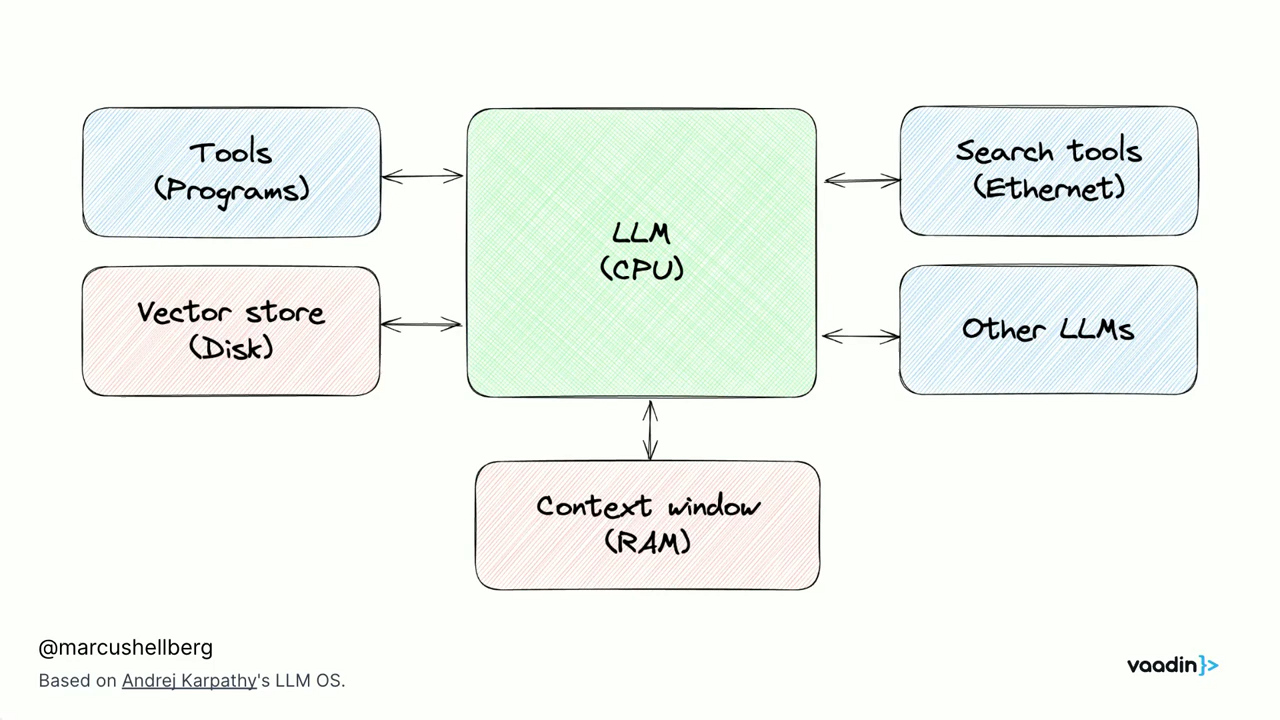 Tools
(Programs)
LLM
(CPU)
Search tools
(Ethernet)
Vector store
(Disk)
Other LLMs
Context window
(RAM)
@marcushellberg
Based on Andrej Karpathy's LLM OS.
vaadin}>